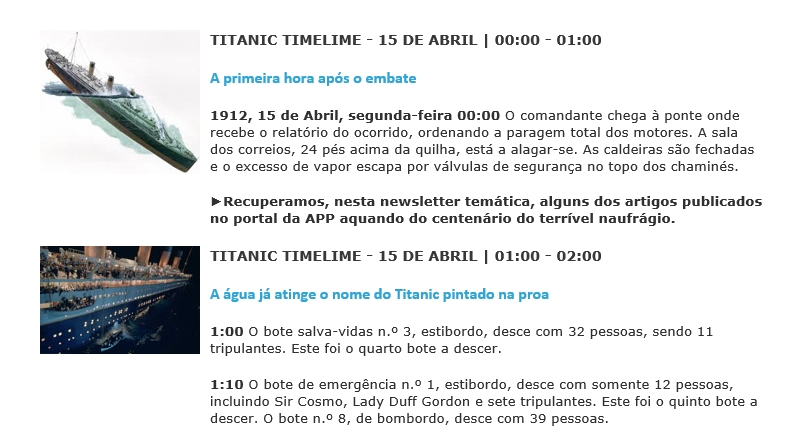 TITANIC TIMELIME - 15 DE ABRIL | 00:00 - 01:00
A primeira hora após o embate
1912, 15 de Abril, segunda-feira 00:00 O comandante chega à ponte onde
recebe o relatório do ocorrido, ordenando a paragem total dos motores. A sala
dos correios, 24 pés acima da quilha, está a alagar-se. As caldeiras são fechadas
e o excesso de vapor escapa por válvulas de segurança no topo dos chaminés.
►Recuperamos, nesta newsletter temática, alguns dos artigos publicados
no portal da APP aquando do centenário do terrível naufrágio.
TITANIC TIMELIME - 15 DE ABRIL | 01:00 - 02:00
A água já atinge o nome do Titanic pintado na proa
1:00 O bote salva-vidas n.º 3, estibordo, desce com 32 pessoas, sendo 11
tripulantes. Este foi o quarto bote a descer.
1:10 O bote de emergência n.º 1, estibordo, desce com somente 12 pessoas,
incluindo Sir Cosmo, Lady Duff Gordon e sete tripulantes. Este foi o quinto bote a
descer. O bote n.º 8, de bombordo, desce com 39 pessoas.